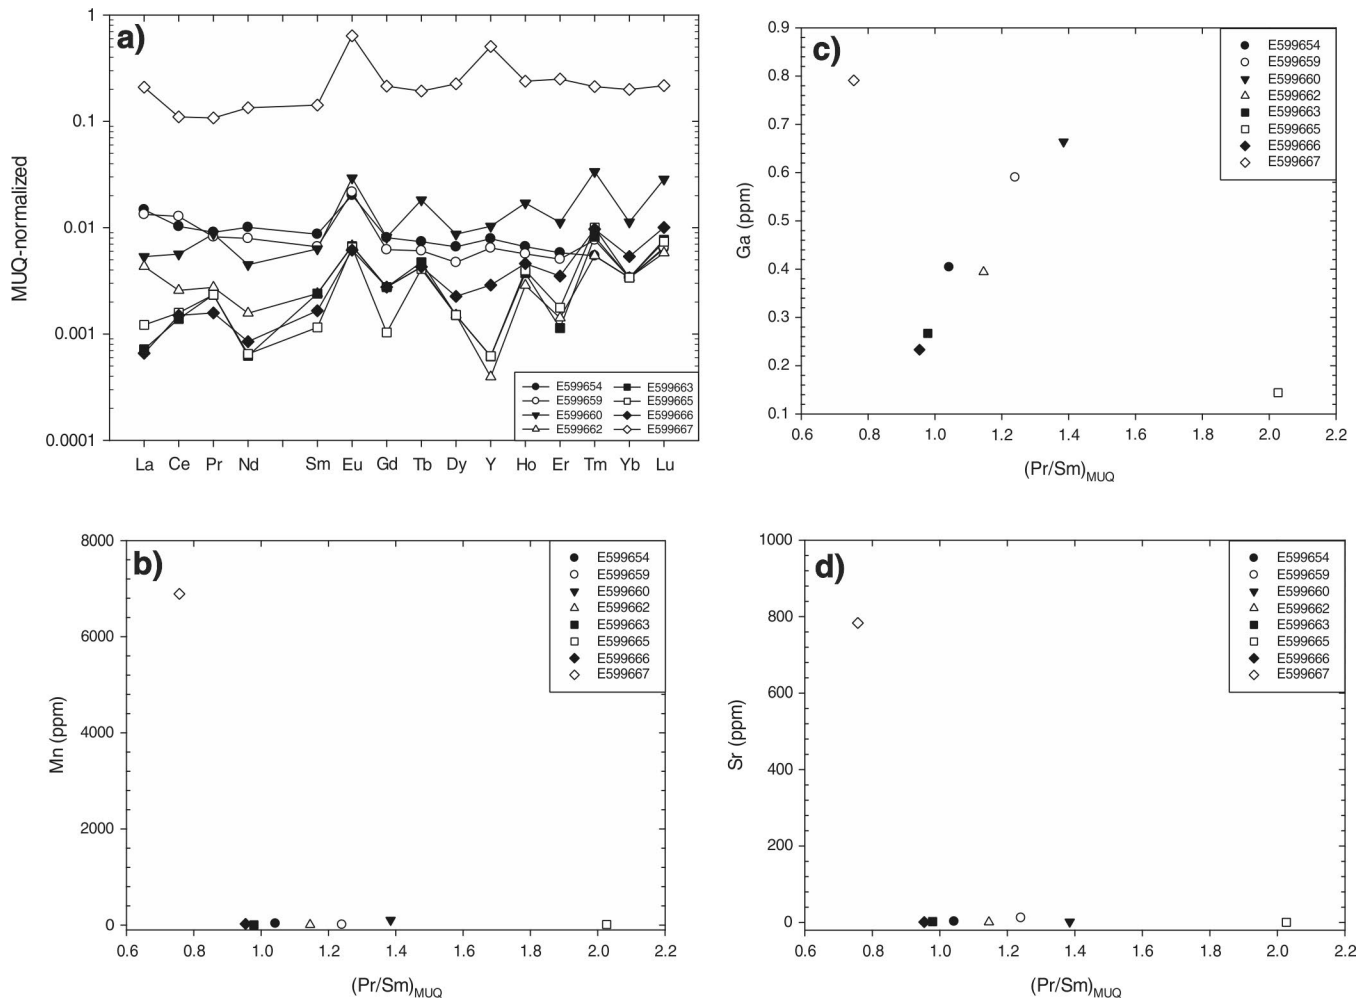 a)
1
0.1
0.01
0.001
0.0001
MUQ-normalized
La Ce Pr Nd Sm Eu Gd Tb Dy Y Ho Er Tm Yb Lu
E599654 E599663
E599659 E599665
E599660 E599666
E599662 E599667
c)
0.9
0.8
0.7
0.6
0.5
0.4
0.3
0.2
0.1
Ga (ppm)
0.6 0.8 1.0 1.2 1.4 1.6 1.8 2.0 2.2
(Pr/Sm)MUQ
E599654
E599659
E599660
E599662
E599663
E599665
E599666
E599667
b)
8000
6000
4000
2000
0
Mn (ppm)
0.6 0.8 1.0 1.2 1.4 1.6 1.8 2.0 2.2
(Pr/Sm)MUQ
E599654
E599659
E599660
E599662
E599663
E599665
E599666
E599667
d)
1000
800
600
400
200
0
Sr (ppm)
0.6 0.8 1.0 1.2 1.4 1.6 1.8 2.0 2.2
(Pr/Sm)MUQ
E599654
E599659
E599660
E599662
E599663
E599665
E599666
E599667